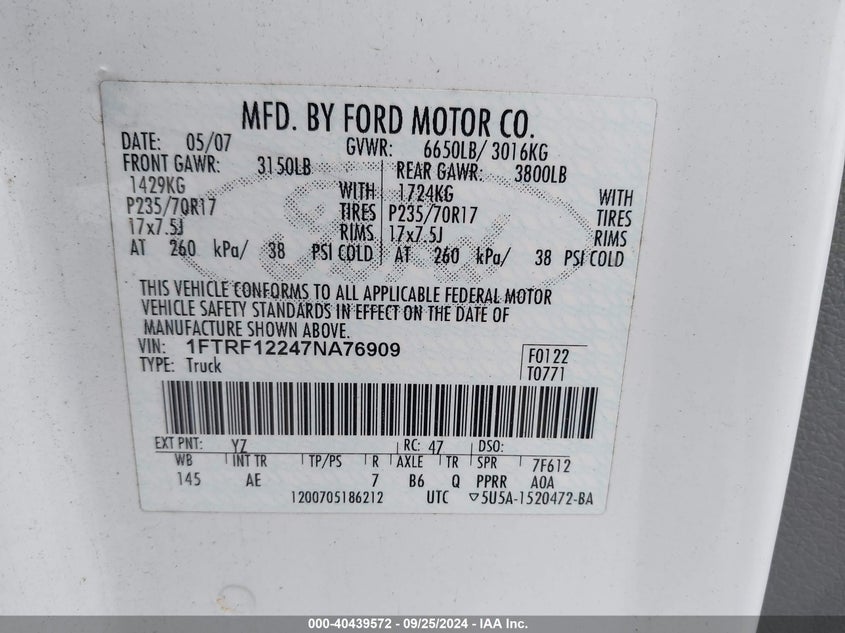 MFD. BY FORD MOTOR CO.
DATE: 05/07 GVWR: 6650LB/ 3016KG
FRONT GAWR: 3150LB REAR GAWR: 3800LB
1429KG WITH 1724KG WITH
P235/70R17 TIRES P235/70R17 TIRES
17x7.5J RIMS 17x7.5J RIMS
AT 260 kPa/ 38 PSI COLD AT 260 kPa/ 38 PSI COLD
Ford
THIS VEHICLE CONFORMS TO ALL APPLICABLE FEDERAL MOTOR
VEHICLE SAFETY STANDARDS IN EFFECT ON THE DATE OF
MANUFACTURE SHOWN ABOVE.
VIN: 1FTRF12247NA76909 F0122
TYPE: Truck T0771
EXT PNT: YZ RC: 47 DSO:
WB INT TR TP/PS R AXLE TR SPR 7F612
145 AE 7 B6 Q PPRR A0A
1200705186212 UTC ▽5U5A-1520472-BA
000-40439572 - 09/25/2024 - IAA Inc.